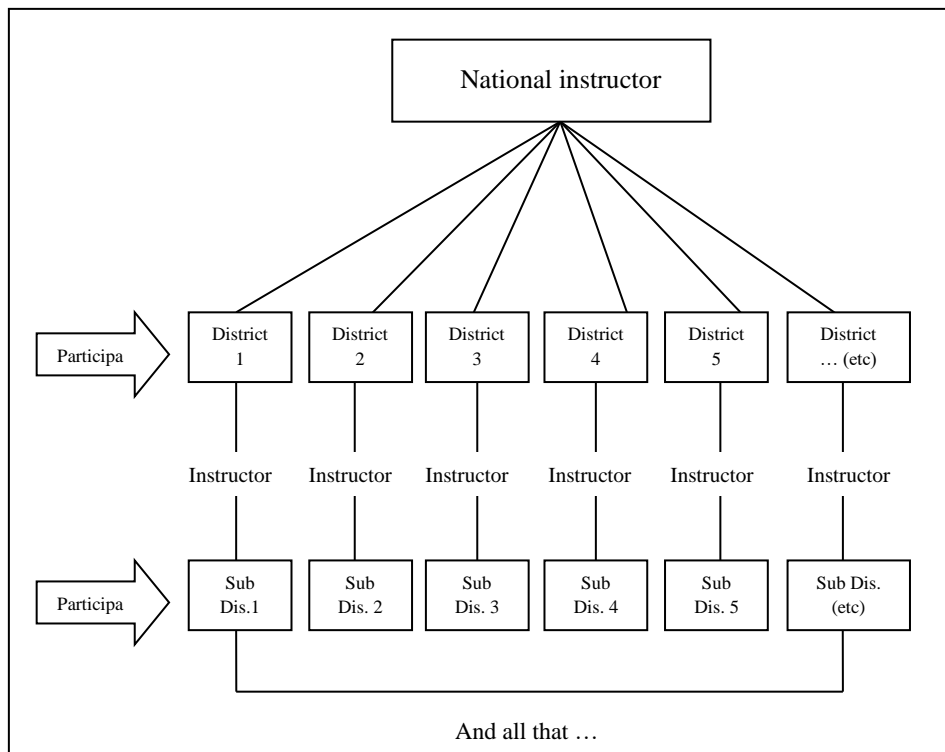 National instructor
District
1
District
2
District
3
District
4
District
5
District
… (etc)
Participa
Instructor
Instructor
Instructor
Instructor
Instructor
Instructor
Sub
Dis.1
Sub
Dis. 2
Sub
Dis. 3
Sub
Dis. 4
Sub
Dis. 5
Sub Dis.
(etc)
Participa
And all that …